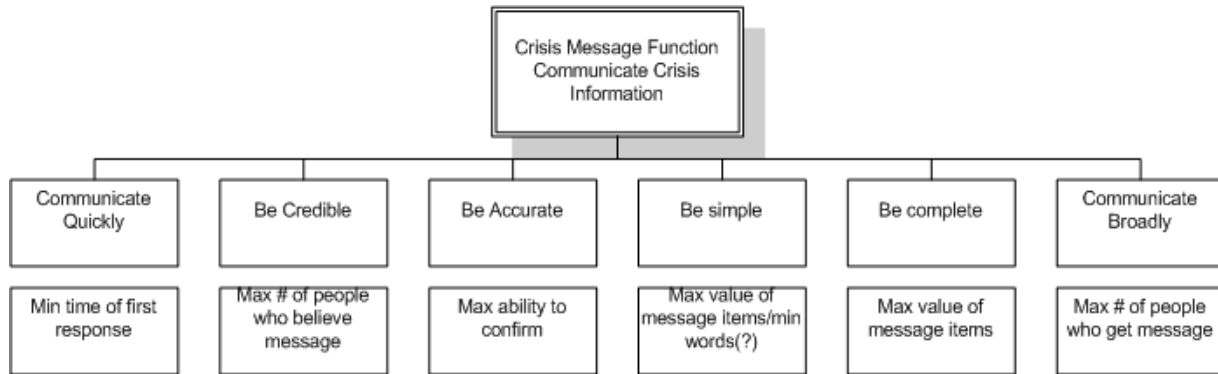 Crisis Message Function
Communicate Crisis
Information
Communicate
Quickly
Be Credible
Be Accurate
Be simple
Be complete
Communicate
Broadly
Min time of first
response
Max # of people
who believe
message
Max ability to
confirm
Max value of
message items/min
words(?)
Max value of
message items
Max # of people
who get message